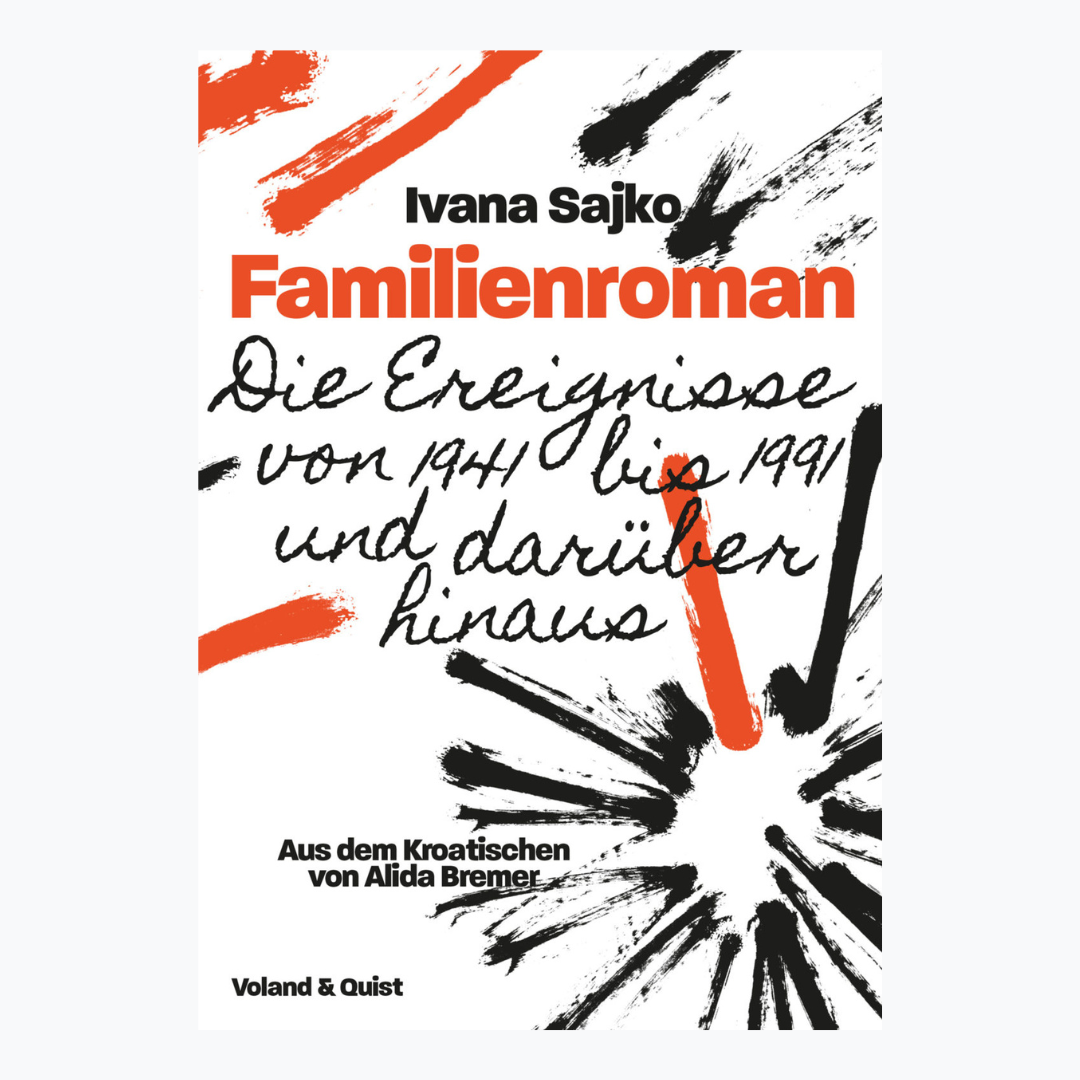 Ivana Sajko
Familienroman
Die Ereignisse
von 1941 bis 1991
und darüber
hinaus
Aus dem Kroatischen
von Alida Bremer
Voland & Quist